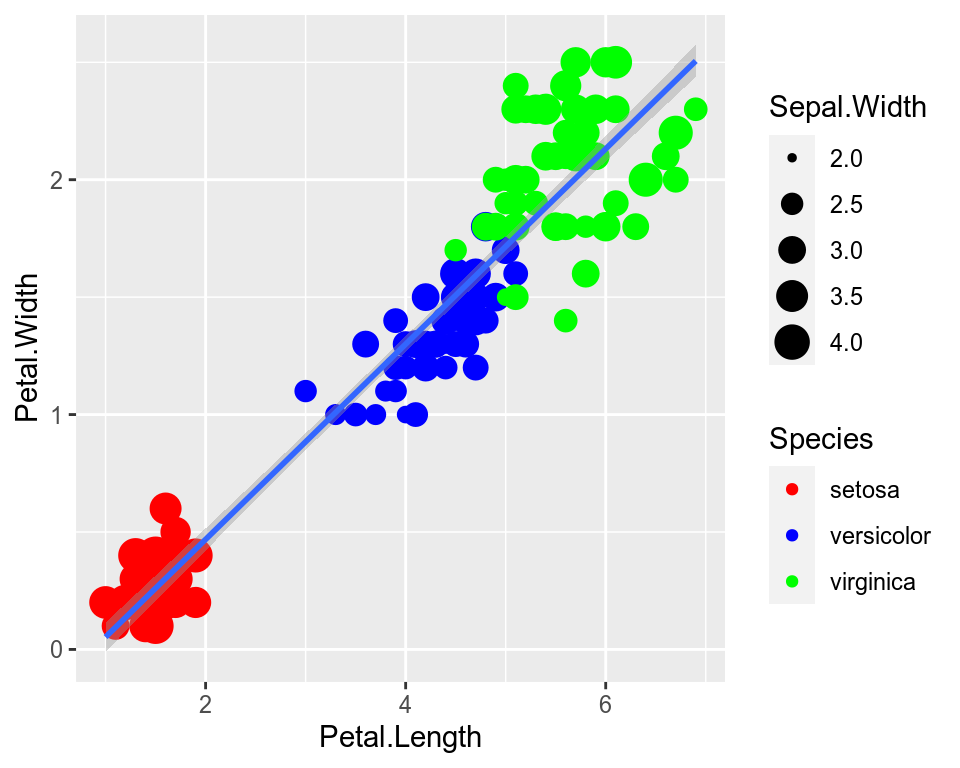 Petal.Width
2
1
0
2
4
6
Petal.Length
Sepal.Width
2.0
2.5
3.0
3.5
4.0
Species
setosa
versicolor
virginica